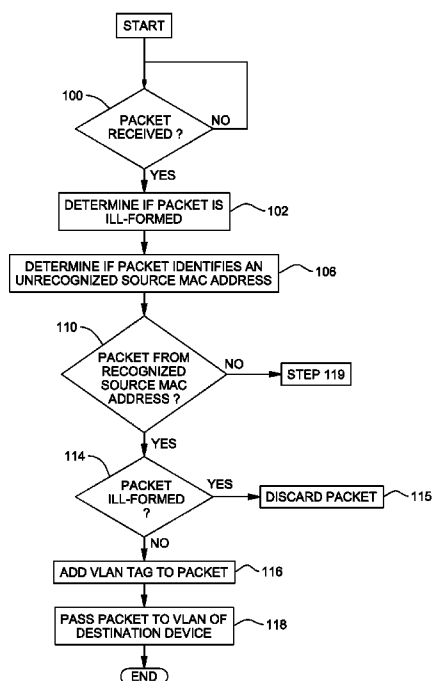 START
100
PACKET
RECEIVED ?
NO
YES
DETERMINE IF PACKET IS
ILL-FORMED
102
DETERMINE IF PACKET IDENTIFIES AN
UNRECOGNIZED SOURCE MAC ADDRESS
106
110
PACKET FROM
RECOGNIZED
SOURCE MAC
ADDRESS ?
NO
STEP 119
YES
114
PACKET
ILL-FORMED
?
YES
DISCARD PACKET
115
NO
ADD VLAN TAG TO PACKET
116
PASS PACKET TO VLAN OF
DESTINATION DEVICE
118
END